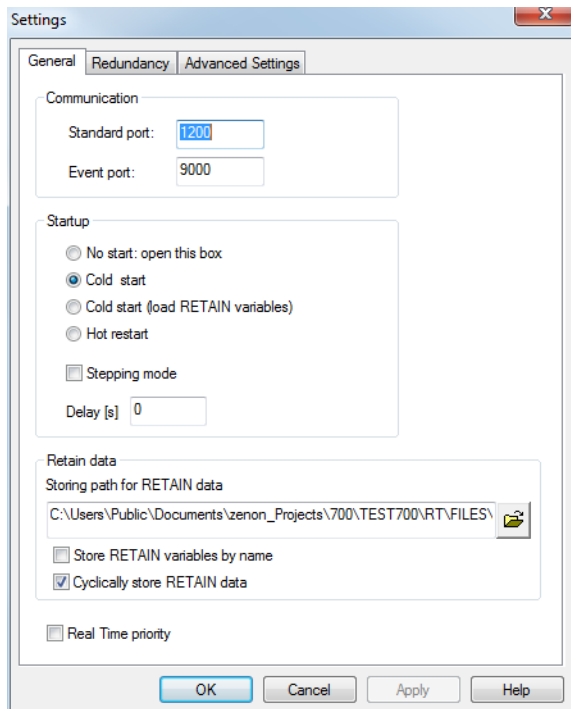 Settings
General Redundancy Advanced Settings
Communication
Standard port: 1200
Event port: 9000
Startup
No start: open this box
Cold start
Cold start (load RETAIN variables)
Hot restart
Stepping mode
Delay [s] 0
Retain data
Storing path for RETAIN data
C:\Users\Public\Documents\zenon_Projects\700\TEST700\RT\FILES\
Store RETAIN variables by name
Cyclically store RETAIN data
Real Time priority
OK Cancel Apply Help